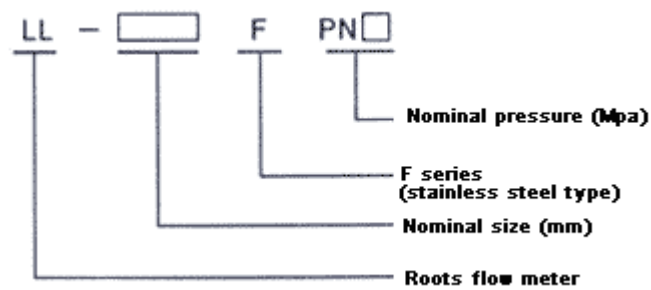 LL - □ F PN□
Nominal pressure (Mpa)
F series
(stainless steel type)
Nominal size (mm)
Roots flow meter